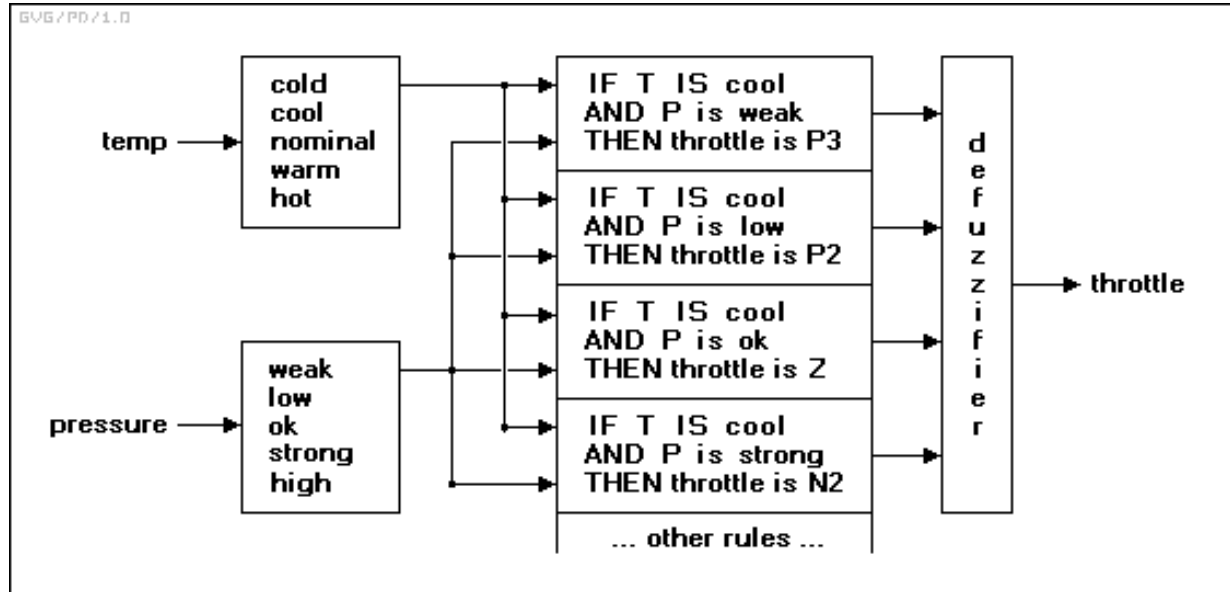 GVG/PD/1.0
temp
cold
cool
nominal
warm
hot
pressure
weak
low
ok
strong
high
IF T IS cool
AND P is weak
THEN throttle is P3
IF T IS cool
AND P is low
THEN throttle is P2
IF T IS cool
AND P is ok
THEN throttle is Z
IF T IS cool
AND P is strong
THEN throttle is N2
... other rules ...
defuzzifier
throttle